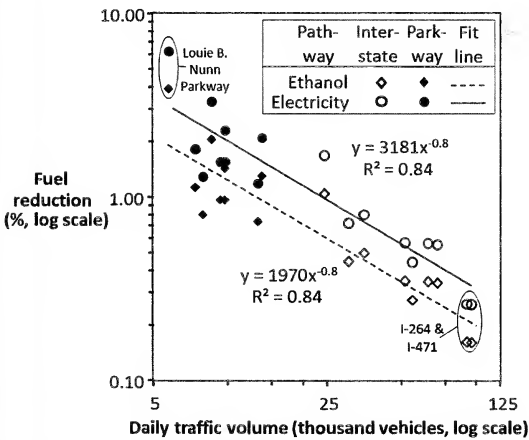 10.00
1.00
0.10
Fuel
reduction
(%, log scale)
Louie B.
Nunn
Parkway
Path- Inter- Park- Fit
way state way line
Ethanol
Electricity
y = 3181x^-0.8
R² = 0.84
y = 1970x^-0.8
R² = 0.84
I-264 &
I-471
5 25 125
Daily traffic volume (thousand vehicles, log scale)